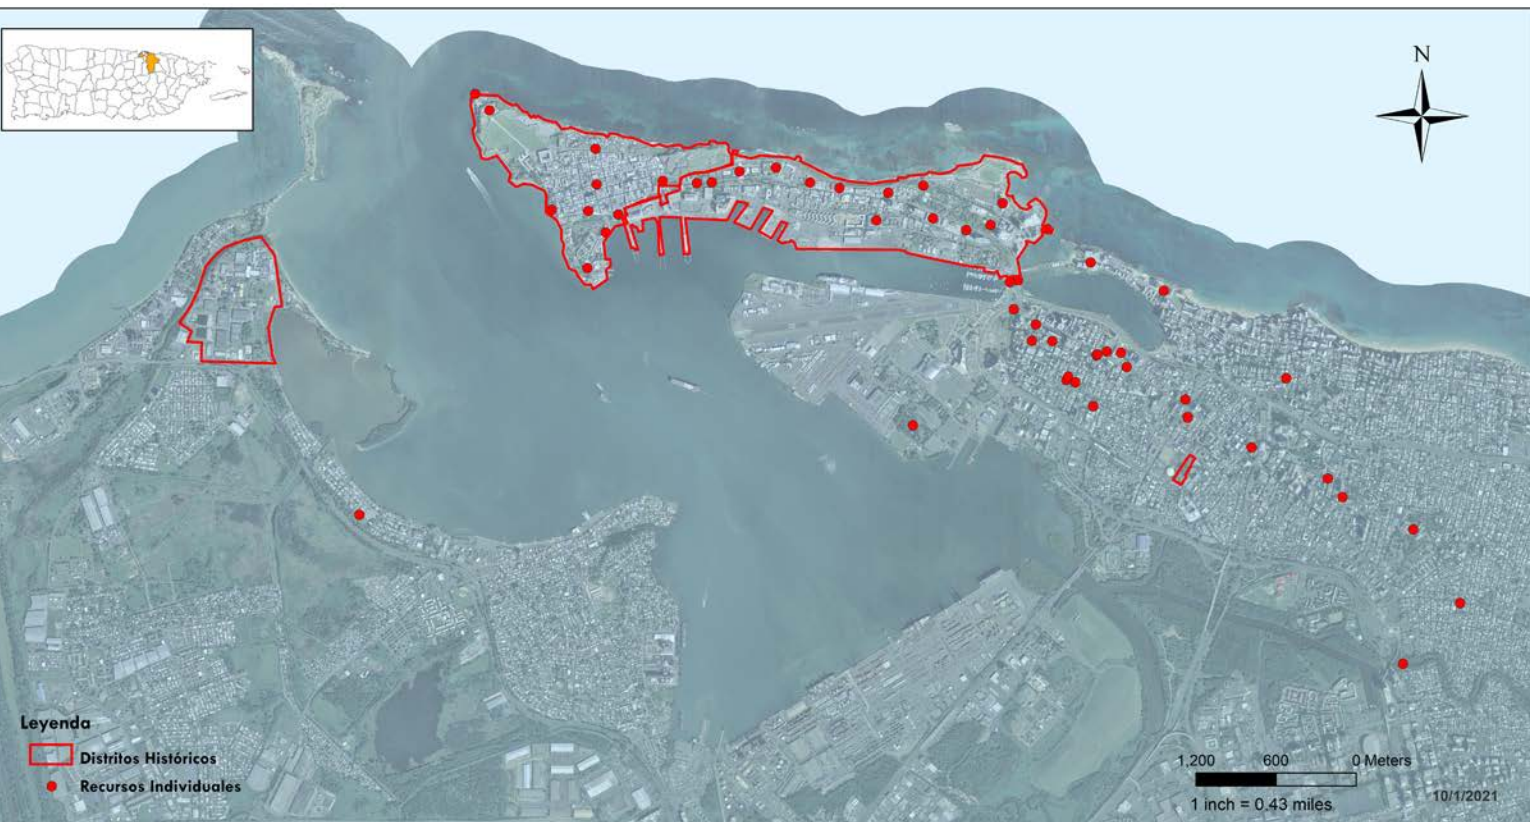 N
Leyenda
Distritos Históricos
Recursos Individuales
1,200 600 0 Meters
1 inch = 0.43 miles
10/1/2021